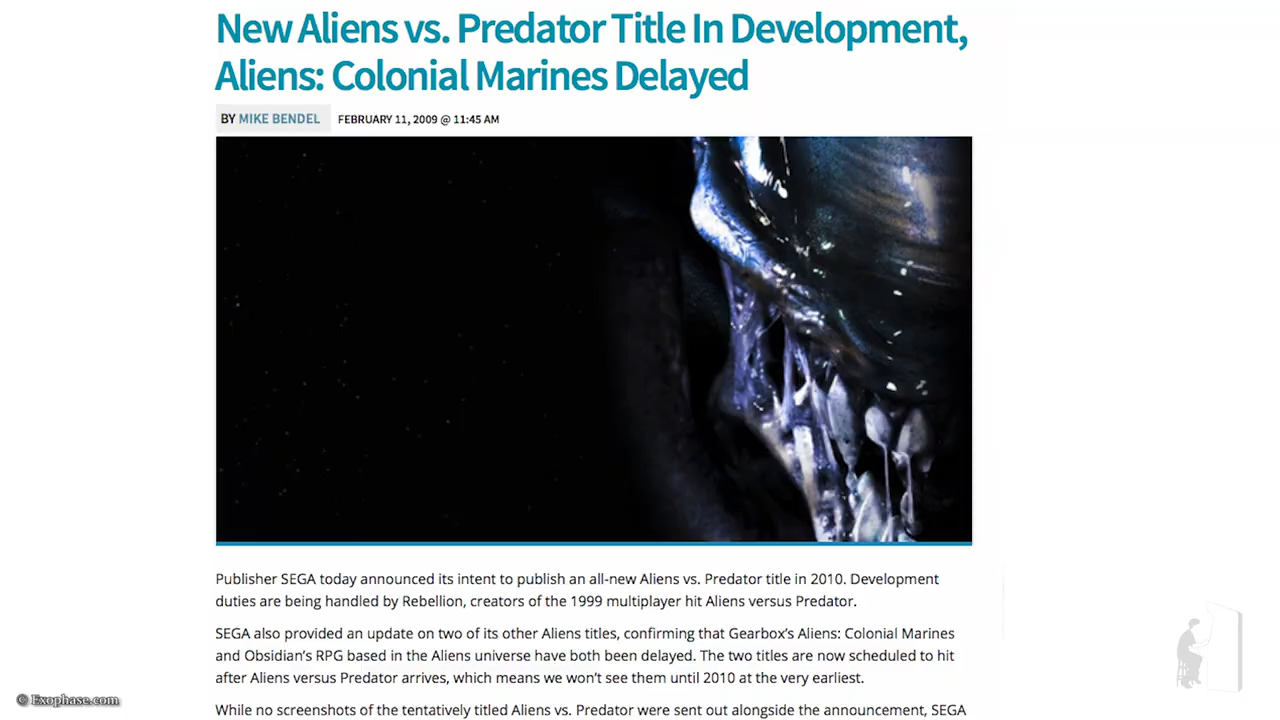 New Aliens vs. Predator Title In Development,
Aliens: Colonial Marines Delayed
BY MIKE BENDEL FEBRUARY 11, 2009 @ 11:45 AM
Publisher SEGA today announced its intent to publish an all-new Aliens vs. Predator title in 2010. Development
duties are being handled by Rebellion, creators of the 1999 multiplayer hit Aliens versus Predator.
SEGA also provided an update on two of its other Aliens titles, confirming that Gearbox's Aliens: Colonial Marines
and Obsidian's RPG based in the Aliens universe have both been delayed. The two titles are now scheduled to hit
after Aliens versus Predator arrives, which means we won't see them until 2010 at the very earliest.
While no screenshots of the tentatively titled Aliens vs. Predator were sent out alongside the announcement, SEGA
© Exophase.com